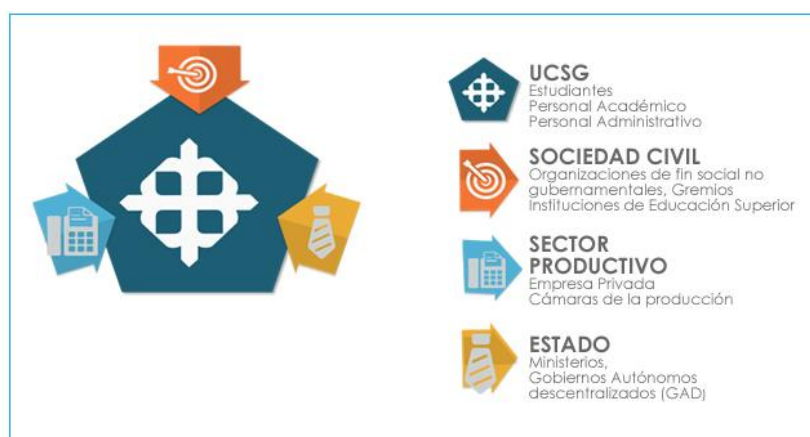 UCSG
Estudiantes
Personal Académico
Personal Administrativo
SOCIEDAD CIVIL
Organizaciones de fin social no
gubernamentales, Gremios
Instituciones de Educación Superior
SECTOR
PRODUCTIVO
Empresa Privada
Cámaras de la producción
ESTADO
Ministerios,
Gobiernos Autónomos
descentralizados (GAD)